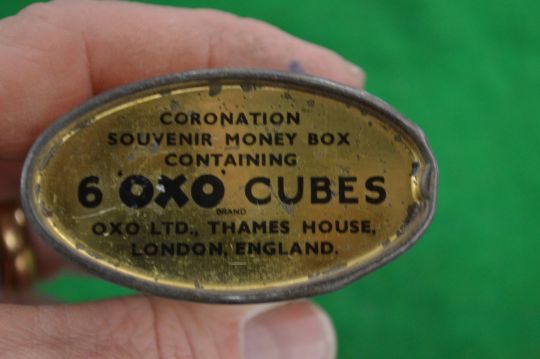 CORONATION
SOUVENIR MONEY BOX
CONTAINING
6 OXO CUBES
BRAND
OXO LTD., THAMES HOUSE,
LONDON, ENGLAND.